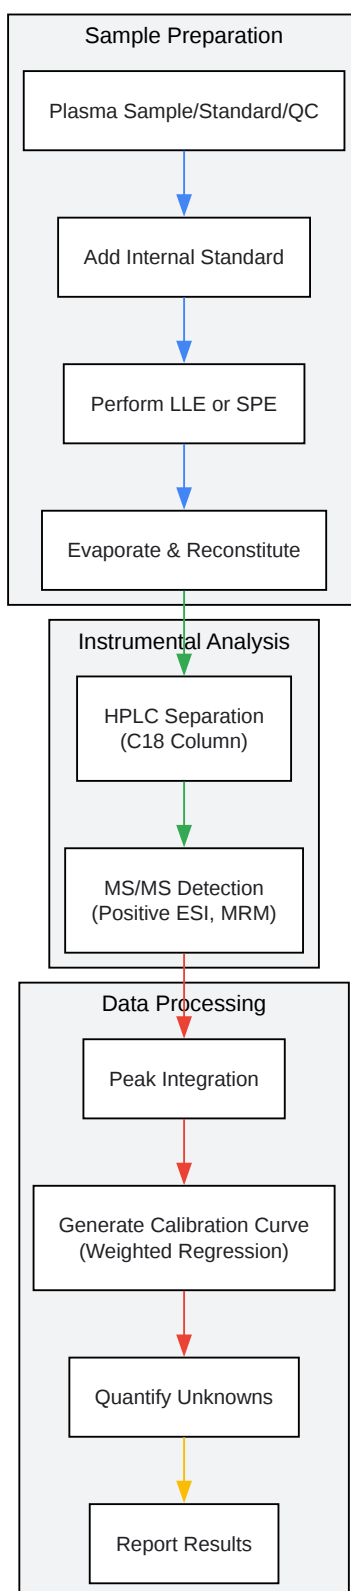 Sample Preparation
Plasma Sample/Standard/QC
Add Internal Standard
Perform LLE or SPE
Evaporate & Reconstitute
Instrumental Analysis
HPLC Separation
(C18 Column)
MS/MS Detection
(Positive ESI, MRM)
Data Processing
Peak Integration
Generate Calibration Curve
(Weighted Regression)
Quantify Unknowns
Report Results